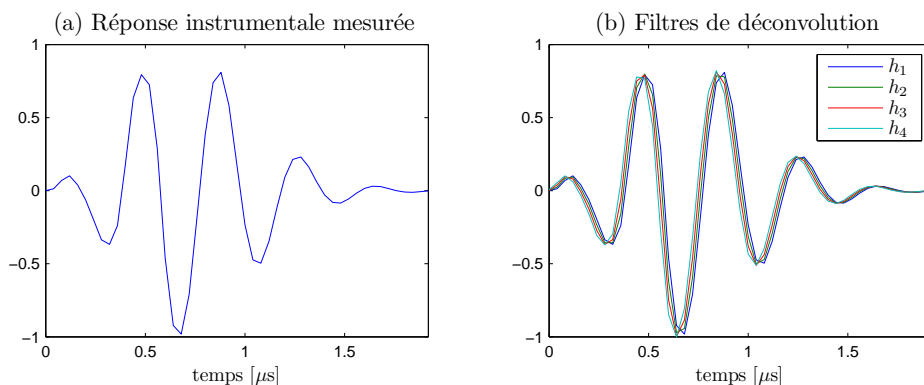 (a) Réponse instrumentale mesurée
1
0.5
0
−0.5
−1
0
0.5
1
1.5
temps [μs]
(b) Filtres de déconvolution
1
0.5
0
−0.5
−1
0
0.5
1
1.5
temps [μs]
h₁
h₂
h₃
h₄